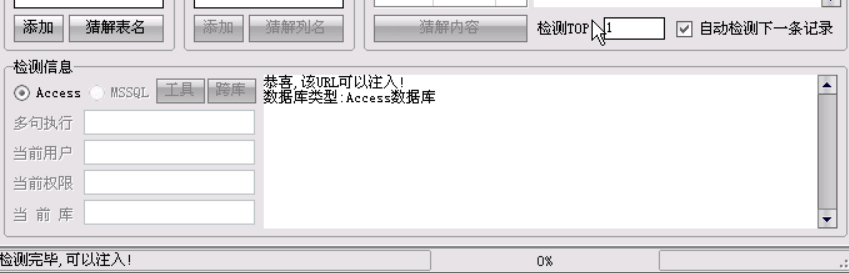 添加 猜解表名 添加 猜解列名 猜解内容 检测TOP 1 自动检测下一条记录
检测信息
Access MSSQL 工具 跨库
多句执行
当前用户
当前权限
当 前 库
恭喜,该URL可以注入!
数据库类型:Access数据库
检测完毕,可以注入! 0%